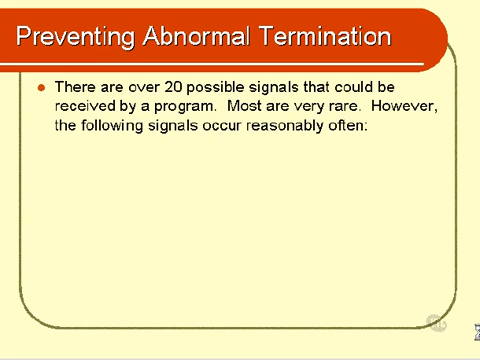 Preventing Abnormal Termination
There are over 20 possible signals that could be
received by a program. Most are very rare. However,
the following signals occur reasonably often: